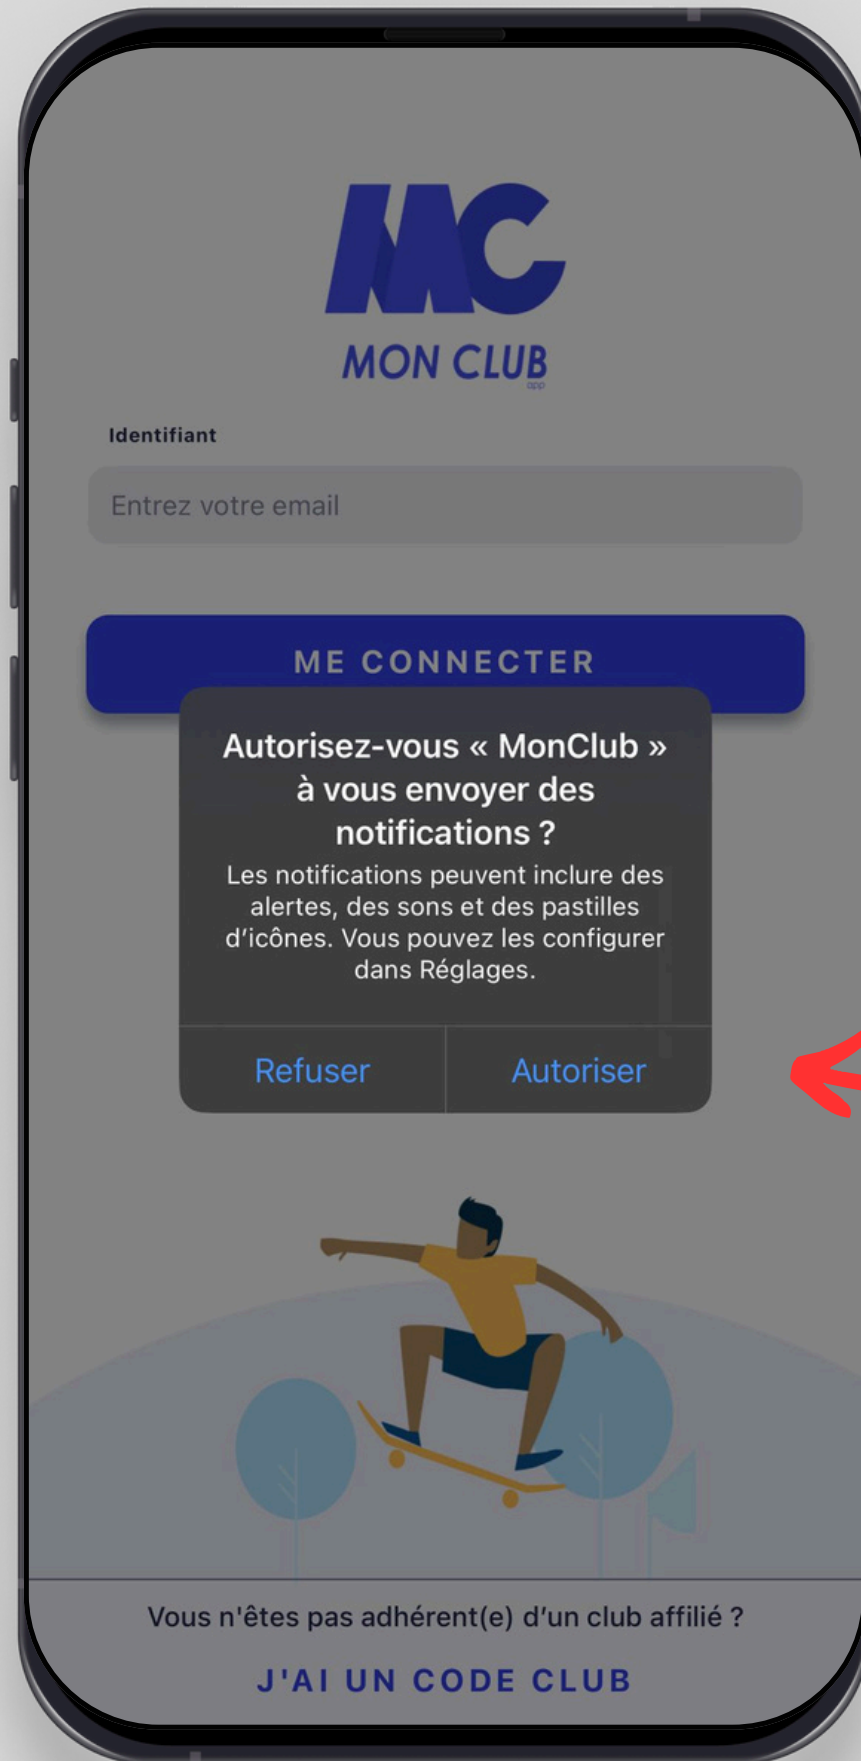 MC
MON CLUB
app
Identifiant
Entrez votre email
ME CONNECTER
Autorisez-vous « MonClub »
à vous envoyer des
notifications ?
Les notifications peuvent inclure des
alertes, des sons et des pastilles
d'icônes. Vous pouvez les configurer
dans Réglages.
Refuser
Autoriser
Vous n'êtes pas adhérent(e) d'un club affilié ?
J'AI UN CODE CLUB